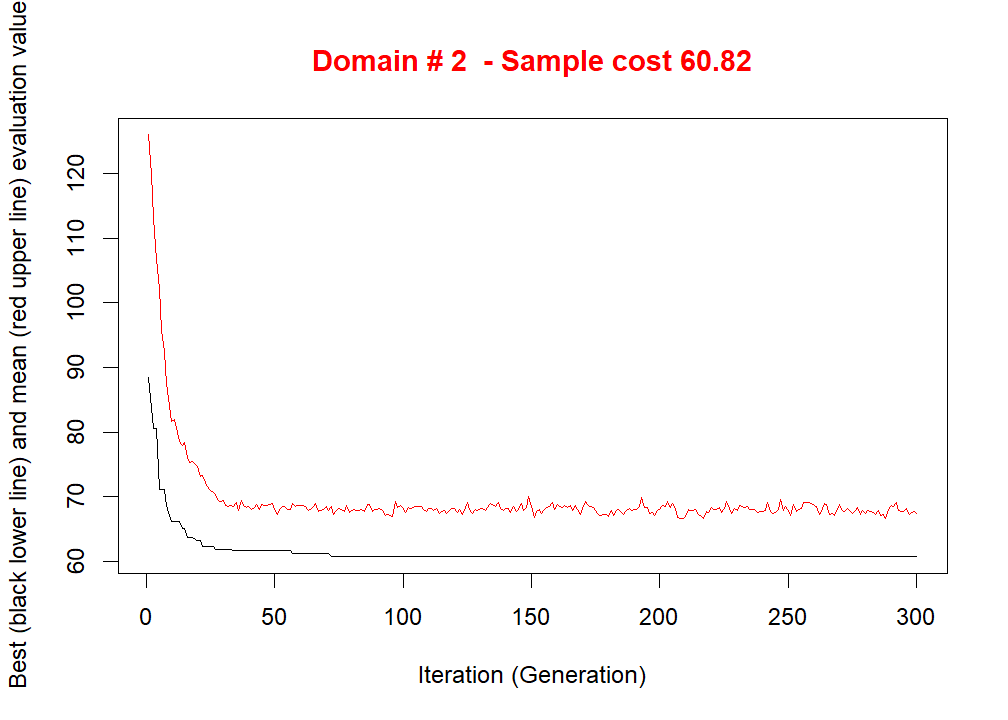 Domain # 2  - Sample cost 60.82
Best (black lower line) and mean (red upper line) evaluation value
120
110
100
90
80
70
60
0 50 100 150 200 250 300
Iteration (Generation)